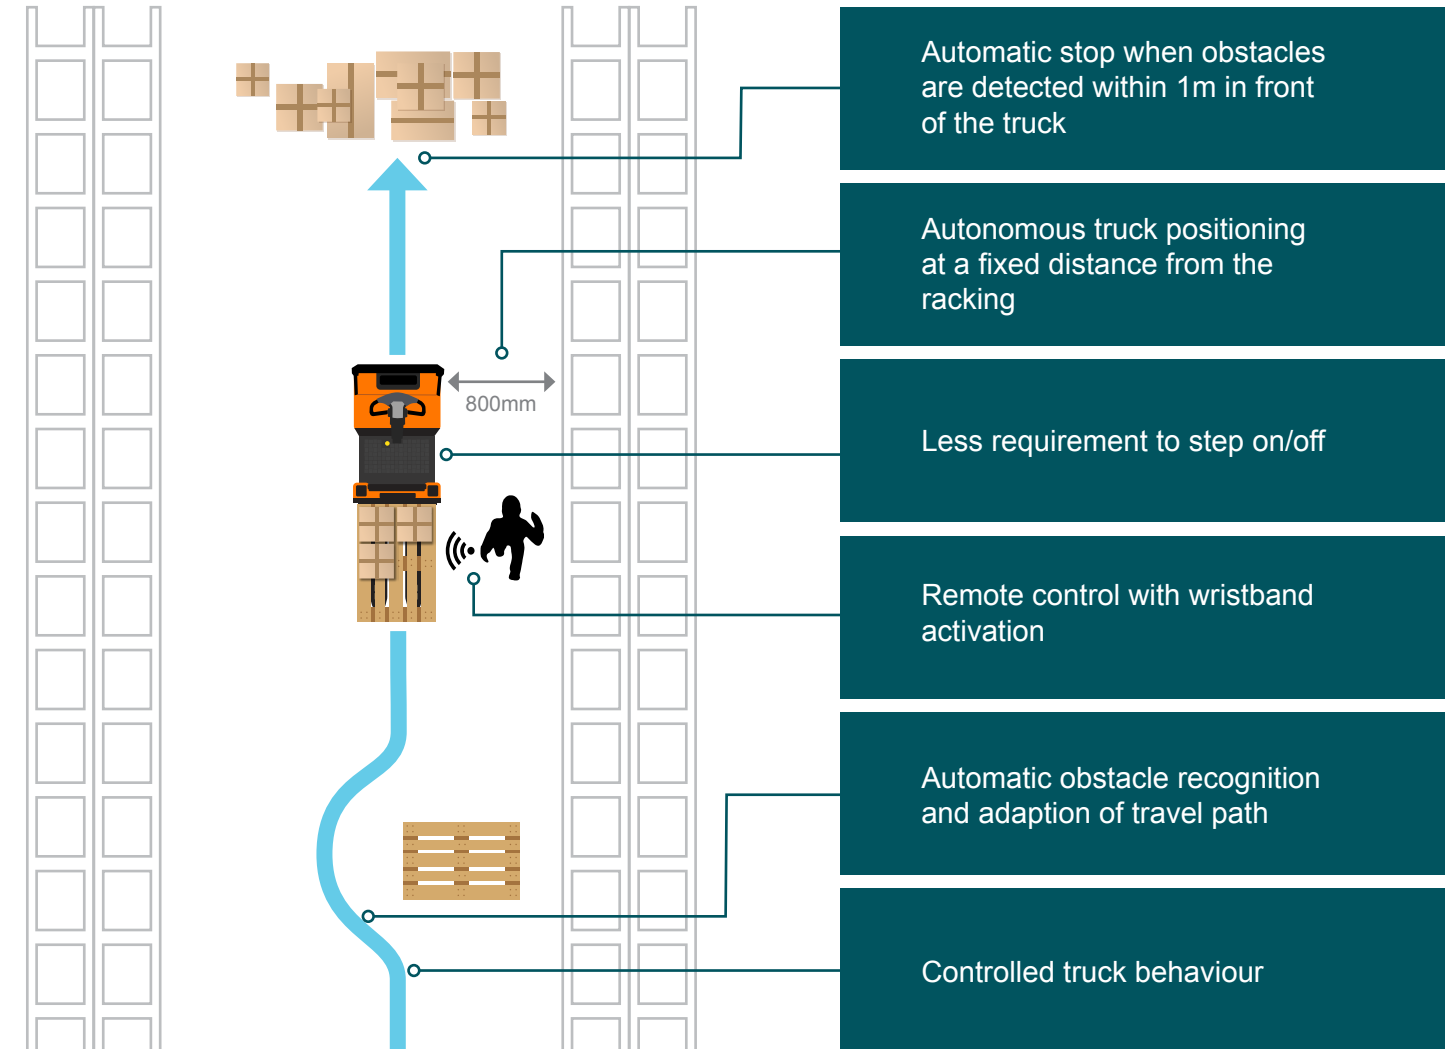 Automatic stop when obstacles
are detected within 1m in front
of the truck
Autonomous truck positioning
at a fixed distance from the
racking
800mm
Less requirement to step on/off
Remote control with wristband
activation
Automatic obstacle recognition
and adaption of travel path
Controlled truck behaviour